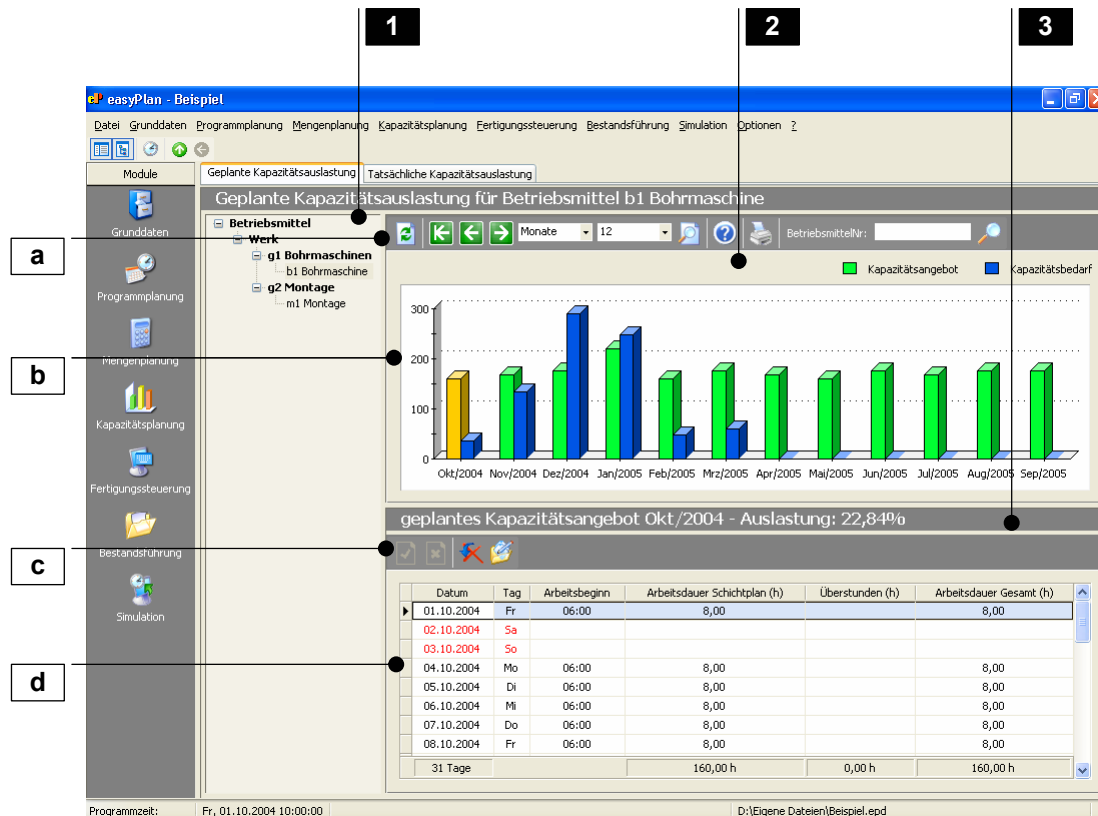 1 2 3
easyPlan - Beispiel
Datei Grunddaten Programmplanung Mengenplanung Kapazitätsplanung Fertigungssteuerung Bestandsführung Simulation Optionen ?
Module
Geplante Kapazitätsauslastung Tatsächliche Kapazitätsauslastung
Geplante Kapazitätsauslastung für Betriebsmittel b1 Bohrmaschine
Grunddaten
Programmplanung
Mengenplanung
Kapazitätsplanung
Fertigungssteuerung
Bestandsführung
Simulation
a
b
c
d
Betriebsmittel
Werk
g1 Bohrmaschinen
b1 Bohrmaschine
g2 Montage
m1 Montage
Monate 12 BetriebsmittelNr:
Kapazitätsangebot Kapazitätsbedarf
300
200
100
0
Okt/2004 Nov/2004 Dez/2004 Jan/2005 Feb/2005 Mrz/2005 Apr/2005 Mai/2005 Jun/2005 Jul/2005 Aug/2005 Sep/2005
geplantes Kapazitätsangebot Okt/2004 - Auslastung: 22,84%
Datum Tag Arbeitsbeginn Arbeitsdauer Schichtplan (h) Überstunden (h) Arbeitsdauer Gesamt (h)
01.10.2004 Fr 06:00 8,00 8,00
02.10.2004 Sa
03.10.2004 So
04.10.2004 Mo 06:00 8,00 8,00
05.10.2004 Di 06:00 8,00 8,00
06.10.2004 Mi 06:00 8,00 8,00
07.10.2004 Do 06:00 8,00 8,00
08.10.2004 Fr 06:00 8,00 8,00
31 Tage 160,00 h 0,00 h 160,00 h
Programmzeit: Fr, 01.10.2004 10:00:00 D:\Eigene Dateien\Beispiel.epd